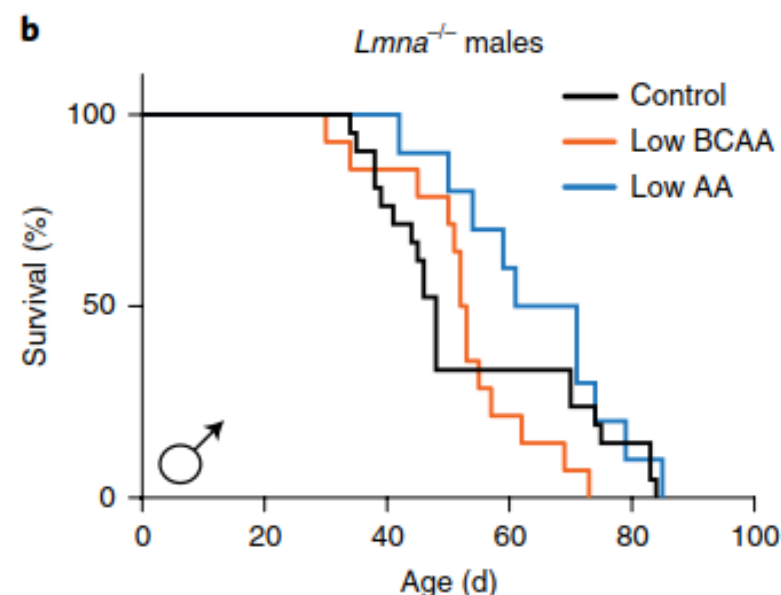 b
Lmna–/– males
Control
Low BCAA
Low AA
Survival (%)
100
50
0
0 20 40 60 80 100
Age (d)